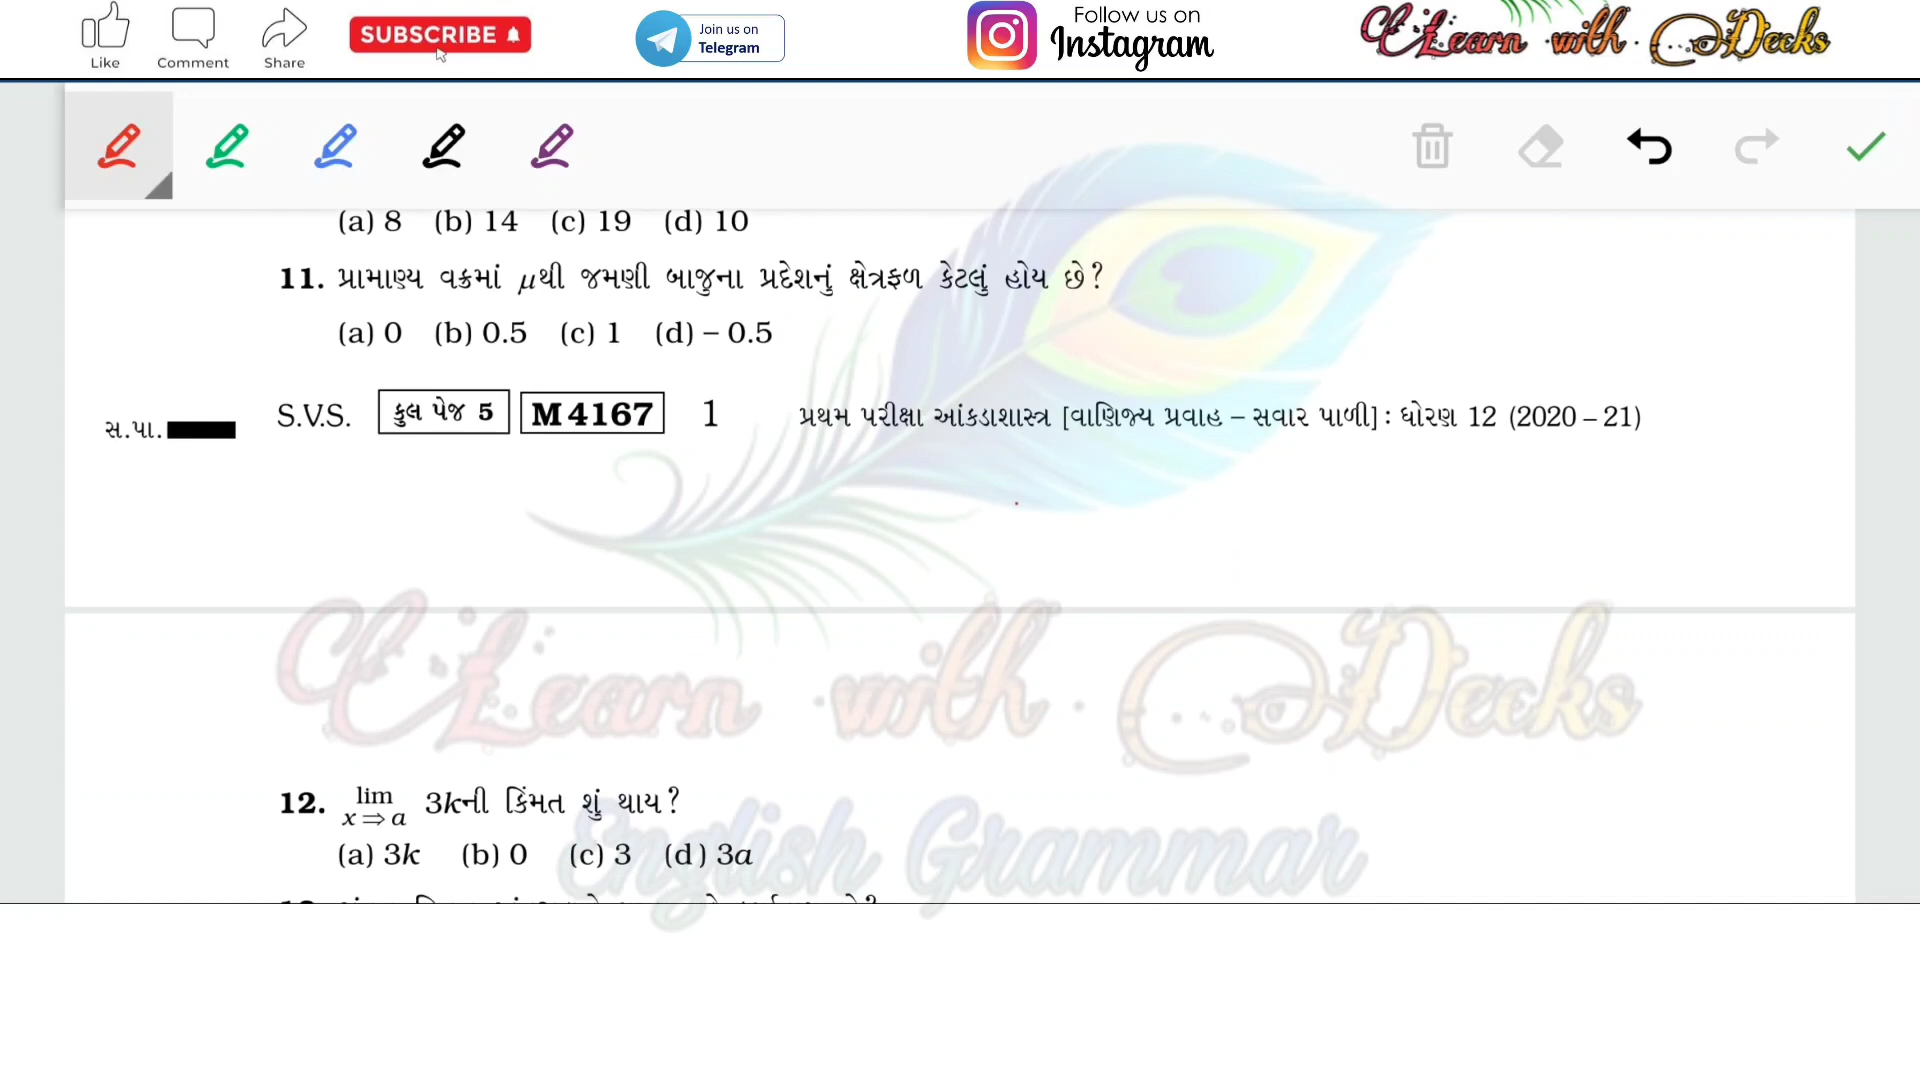 Like Comment Share
SUBSCRIBE
Join us on
Telegram
Follow us on
Instagram
Learn with Decks
(a) 8 (b) 14 (c) 19 (d) 10
11. પ્રામાણ્ય વક્રમાં μથી જમણી બાજુના પ્રદેશનું ક્ષેત્રફળ કેટલું હોય છે?
(a) 0 (b) 0.5 (c) 1 (d) – 0.5
સ.પા. S.V.S. કુલ પેજ 5 M 4167 1 પ્રથમ પરીક્ષા આંકડાશાસ્ત્ર [વાણિજ્ય પ્રવાહ – સવાર પાળી] : ધોરણ 12 (2020 – 21)
Learn with Decks
12. lim x⇒a 3kની કિંમત શું થાય?
(a) 3k (b) 0 (c) 3 (d) 3a
English Grammar